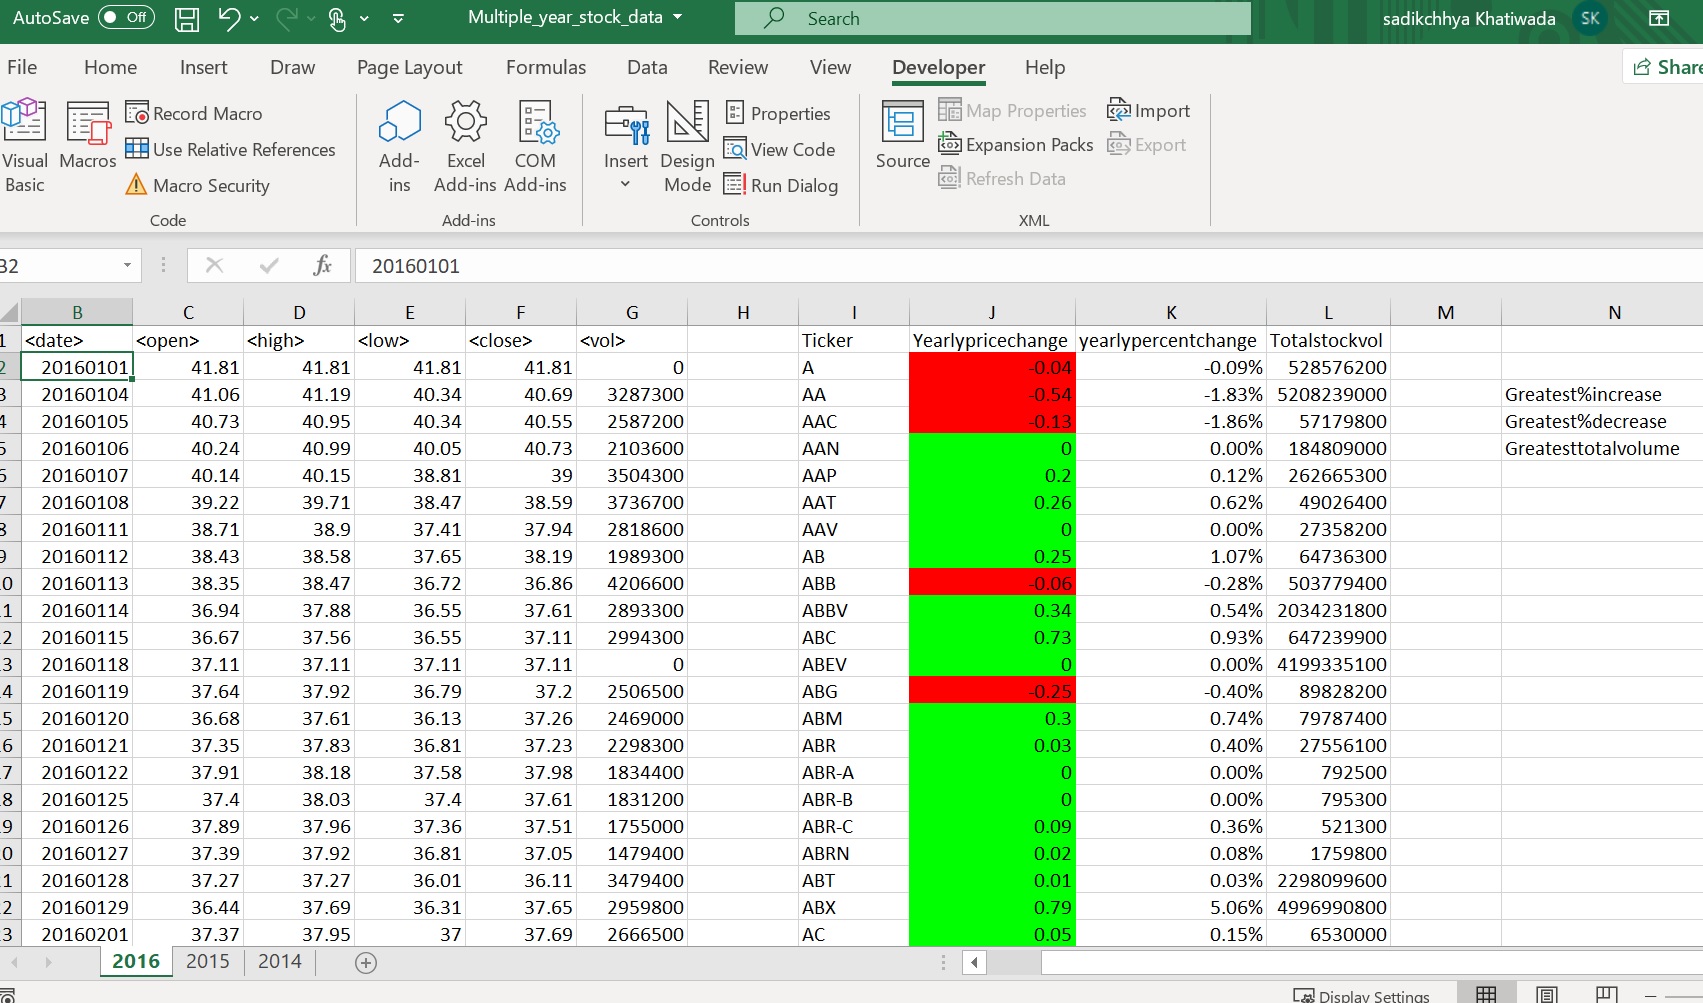 AutoSave Off Multiple_year_stock_data Search sadikchhya Khatiwada SK
File Home Insert Draw Page Layout Formulas Data Review View Developer Help Share
Visual Basic
Macros
Record Macro
Use Relative References
Macro Security
Code
Add-ins
Excel Add-ins
COM Add-ins
Add-ins
Insert
Design Mode
Properties
View Code
Run Dialog
Controls
Source
Map Properties
Expansion Packs
Refresh Data
Import
Export
XML
32 fx 20160101
B C D E F G H I J K L M N
1 <date> <open> <high> <low> <close> <vol> Ticker Yearlypricechange yearlypercentchange Totalstockvol
2 20160101 41.81 41.81 41.81 41.81 0 A -0.04 -0.09% 528576200
3 20160104 41.06 41.19 40.34 40.69 3287300 AA -0.54 -1.83% 5208239000 Greatest%increase
4 20160105 40.73 40.95 40.34 40.55 2587200 AAC -0.13 -1.86% 57179800 Greatest%decrease
5 20160106 40.24 40.99 40.05 40.73 2103600 AAN 0 0.00% 184809000 Greatesttotalvolume
6 20160107 40.14 40.15 38.81 39 3504300 AAP 0.2 0.12% 262665300
7 20160108 39.22 39.71 38.47 38.59 3736700 AAT 0.26 0.62% 49026400
8 20160111 38.71 38.9 37.41 37.94 2818600 AAV 0 0.00% 27358200
9 20160112 38.43 38.58 37.65 38.19 1989300 AB 0.25 1.07% 64736300
0 20160113 38.35 38.47 36.72 36.86 4206600 ABB -0.06 -0.28% 503779400
1 20160114 36.94 37.88 36.55 37.61 2893300 ABBV 0.34 0.54% 2034231800
2 20160115 36.67 37.56 36.55 37.11 2994300 ABC 0.73 0.93% 647239900
3 20160118 37.11 37.11 37.11 37.11 0 ABEV 0 0.00% 4199335100
4 20160119 37.64 37.92 36.79 37.2 2506500 ABG -0.25 -0.40% 89828200
5 20160120 36.68 37.61 36.13 37.26 2469000 ABM 0.3 0.74% 79787400
6 20160121 37.35 37.83 36.81 37.23 2298300 ABR 0.03 0.40% 27556100
7 20160122 37.91 38.18 37.58 37.98 1834400 ABR-A 0 0.00% 792500
8 20160125 37.4 38.03 37.4 37.61 1831200 ABR-B 0 0.00% 795300
9 20160126 37.89 37.96 37.36 37.51 1755000 ABR-C 0.09 0.36% 521300
0 20160127 37.39 37.92 36.81 37.05 1479400 ABRN 0.02 0.08% 1759800
1 20160128 37.27 37.27 36.01 36.11 3479400 ABT 0.01 0.03% 2298099600
2 20160129 36.44 37.69 36.31 37.65 2959800 ABX 0.79 5.06% 4996990800
3 20160201 37.37 37.95 37 37.69 2666500 AC 0.05 0.15% 6530000
2016 2015 2014
Display Settings